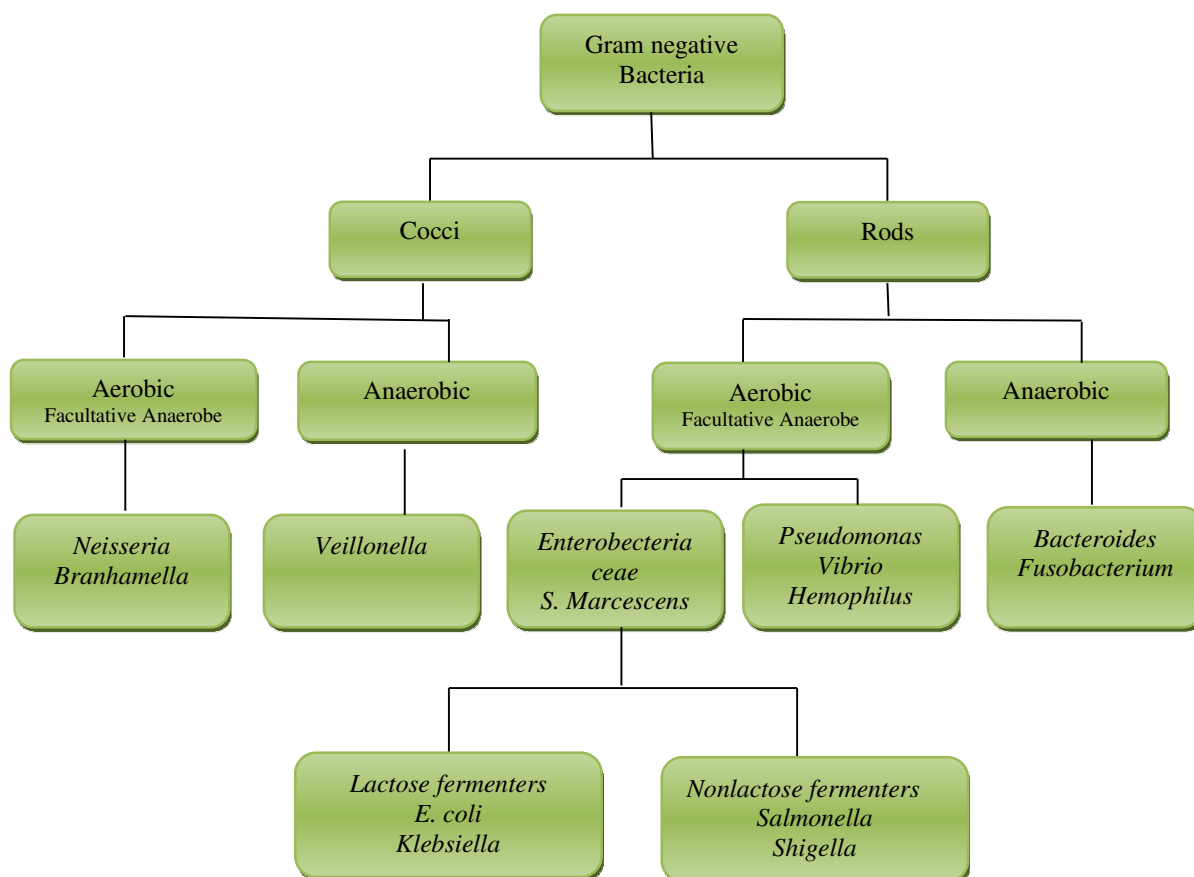 Gram negative
Bacteria
Cocci
Rods
Aerobic
Facultative Anaerobe
Anaerobic
Aerobic
Facultative Anaerobe
Anaerobic
Neisseria
Branhamella
Veillonella
Enterobecteria
ceae
S. Marcescens
Pseudomonas
Vibrio
Hemophilus
Bacteroides
Fusobacterium
Lactose fermenters
E. coli
Klebsiella
Nonlactose fermenters
Salmonella
Shigella